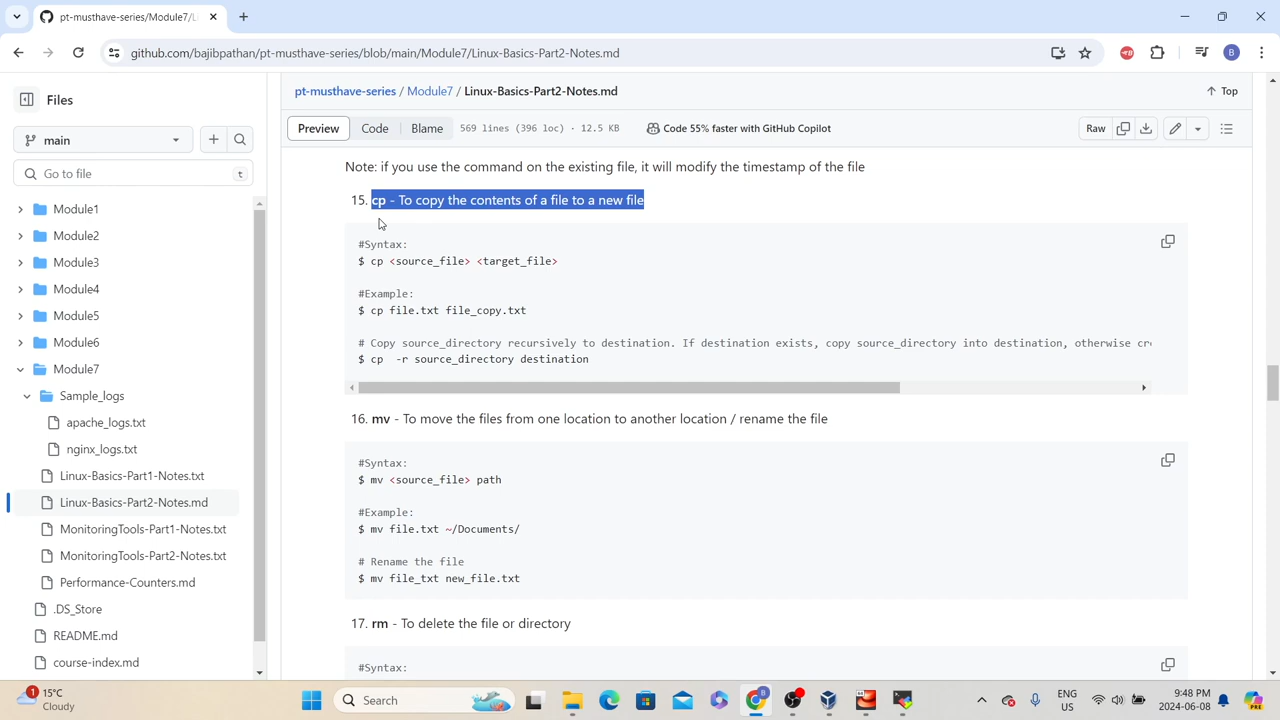 pt-musthave-series/Module7/L
github.com/bajibpathan/pt-musthave-series/blob/main/Module7/Linux-Basics-Part2-Notes.md
B
Files
main
Go to file
t
Module1
Module2
Module3
Module4
Module5
Module6
Module7
Sample_logs
apache_logs.txt
nginx_logs.txt
Linux-Basics-Part1-Notes.txt
Linux-Basics-Part2-Notes.md
MonitoringTools-Part1-Notes.txt
MonitoringTools-Part2-Notes.txt
Performance-Counters.md
.DS_Store
README.md
course-index.md
pt-musthave-series / Module7 / Linux-Basics-Part2-Notes.md
Top
Preview Code Blame 569 lines (396 loc) · 12.5 KB Code 55% faster with GitHub Copilot
Raw
Note: if you use the command on the existing file, it will modify the timestamp of the file
15. cp - To copy the contents of a file to a new file
#Syntax:
$ cp <source_file> <target_file>
#Example:
$ cp file.txt file_copy.txt
# Copy source_directory recursively to destination. If destination exists, copy source_directory into destination, otherwise cre
$ cp  -r source_directory destination
16. mv - To move the files from one location to another location / rename the file
#Syntax:
$ mv <source_file> path
#Example:
$ mv file.txt ~/Documents/
# Rename the file
$ mv file_txt new_file.txt
17. rm - To delete the file or directory
#Syntax:
1
15°C
Cloudy
Search
B
ENG
US
9:48 PM
2024-06-08
PRE